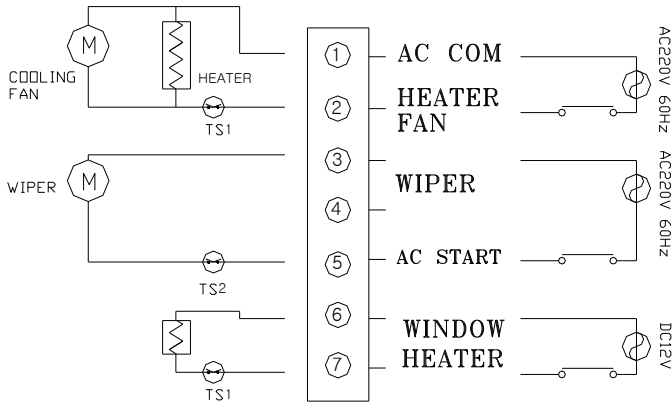 M
COOLING
FAN
HEATER
TS1
1
AC COM
AC220V 60Hz
2
HEATER
FAN
3
M
WIPER
WIPER
AC220V 60Hz
4
TS2
5
AC START
6
WINDOW
HEATER
DC12V
7
TS1